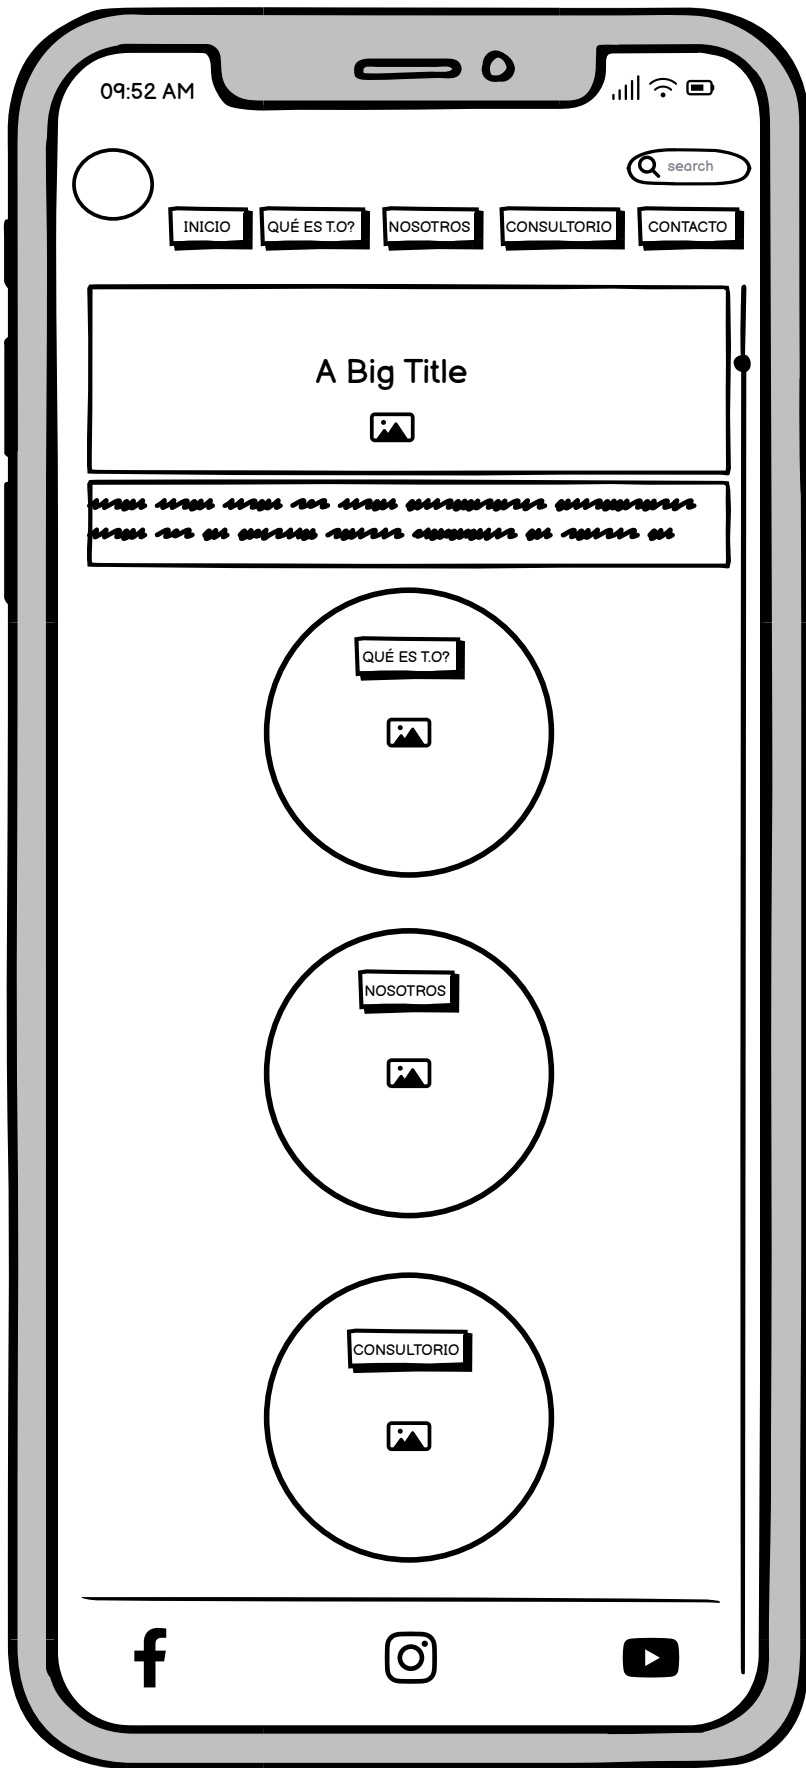 09:52 AM
search
INICIO QUÉ ES T.O? NOSOTROS CONSULTORIO CONTACTO
A Big Title
QUÉ ES T.O?
NOSOTROS
CONSULTORIO